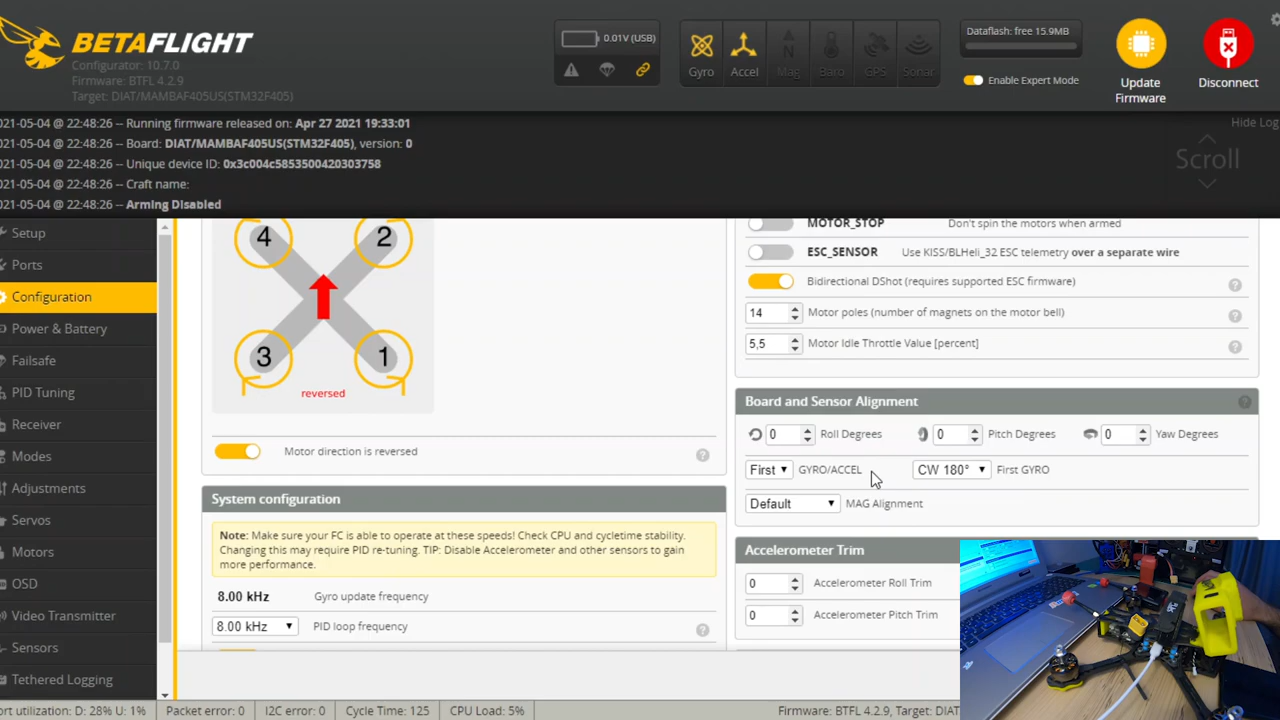 BETAFLIGHT
Configurator: 10.7.0
Firmware: BTFL 4.2.9
Target: DIAT/MAMBAF405US(STM32F405)
0.01V (USB)
Gyro
Accel
Mag
Baro
GPS
Sonar
Dataflash: free 15.9MB
Enable Expert Mode
Update
Firmware
Disconnect
021-05-04 @ 22:48:26 -- Running firmware released on: Apr 27 2021 19:33:01
021-05-04 @ 22:48:26 -- Board: DIAT/MAMBAF405US(STM32F405), version: 0
021-05-04 @ 22:48:26 -- Unique device ID: 0x3c004c5853500420303758
021-05-04 @ 22:48:26 -- Craft name:
021-05-04 @ 22:48:26 -- Arming Disabled
Hide Log
Scroll
Setup
Ports
Configuration
Power & Battery
Failsafe
PID Tuning
Receiver
Modes
Adjustments
Servos
Motors
OSD
Video Transmitter
Sensors
Tethered Logging
4
2
3
1
reversed
Motor direction is reversed
System configuration
Note: Make sure your FC is able to operate at these speeds! Check CPU and cycletime stability.
Changing this may require PID re-tuning. TIP: Disable Accelerometer and other sensors to gain
more performance.
8.00 kHz Gyro update frequency
8.00 kHz PID loop frequency
MOTOR_STOP Don't spin the motors when armed
ESC_SENSOR Use KISS/BLHeli_32 ESC telemetry over a separate wire
Bidirectional DShot (requires supported ESC firmware)
14 Motor poles (number of magnets on the motor bell)
5,5 Motor Idle Throttle Value [percent]
Board and Sensor Alignment
0 Roll Degrees 0 Pitch Degrees 0 Yaw Degrees
First GYRO/ACCEL CW 180° First GYRO
Default MAG Alignment
Accelerometer Trim
0 Accelerometer Roll Trim
0 Accelerometer Pitch Trim
ort utilization: D: 28% U: 1% Packet error: 0 I2C error: 0 Cycle Time: 125 CPU Load: 5% Firmware: BTFL 4.2.9, Target: DIAT